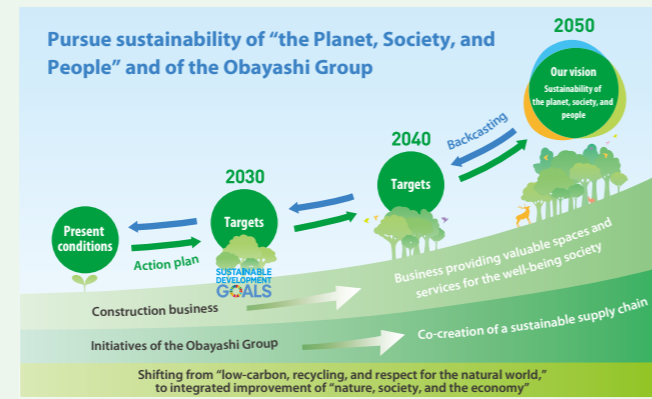 Pursue sustainability of “the Planet, Society, and
People” and of the Obayashi Group
2050
Our vision
Sustainability of
the planet, society, and
people
Backcasting
2040
Targets
2030
Targets
Present
conditions
Action plan
SUSTAINABLE
DEVELOPMENT
GOALS
Business providing valuable spaces and
services for the well-being society
Construction business
Co-creation of a sustainable supply chain
Initiatives of the Obayashi Group
Shifting from “low-carbon, recycling, and respect for the natural world,”
to integrated improvement of “nature, society, and the economy”